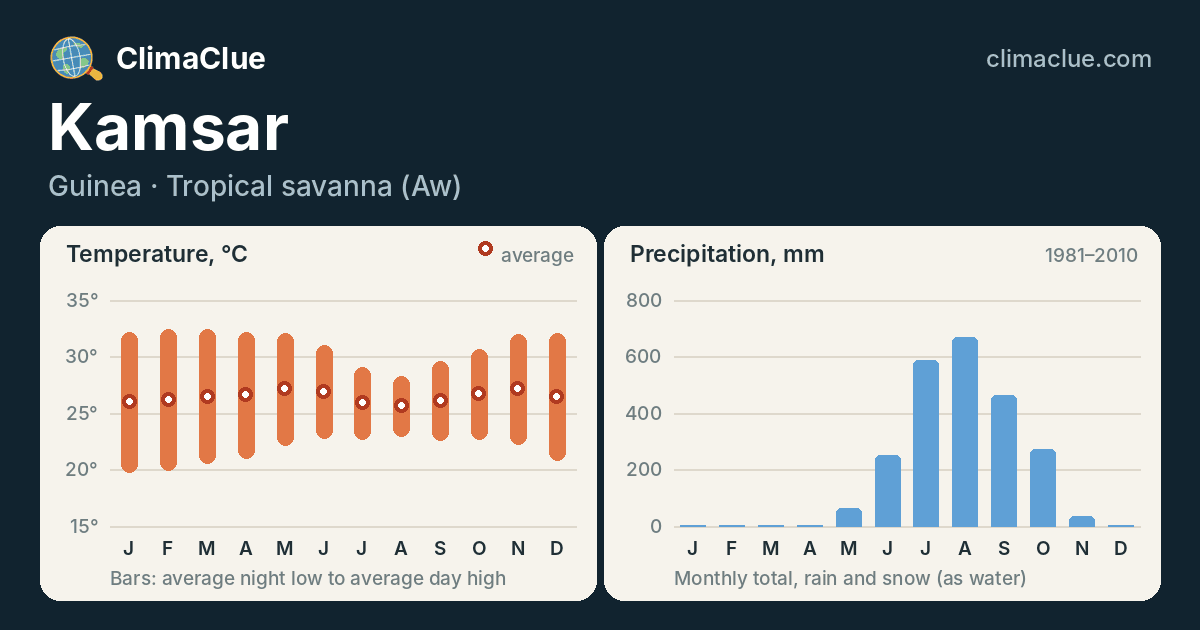 ClimaClue
climaclue.com
Kamsar
Guinea · Tropical savanna (Aw)
Temperature, °C
average
35°
30°
25°
20°
15°
J F M A M J J A S O N D
Bars: average night low to average day high
Precipitation, mm
1981–2010
800
600
400
200
0
J F M A M J J A S O N D
Monthly total, rain and snow (as water)